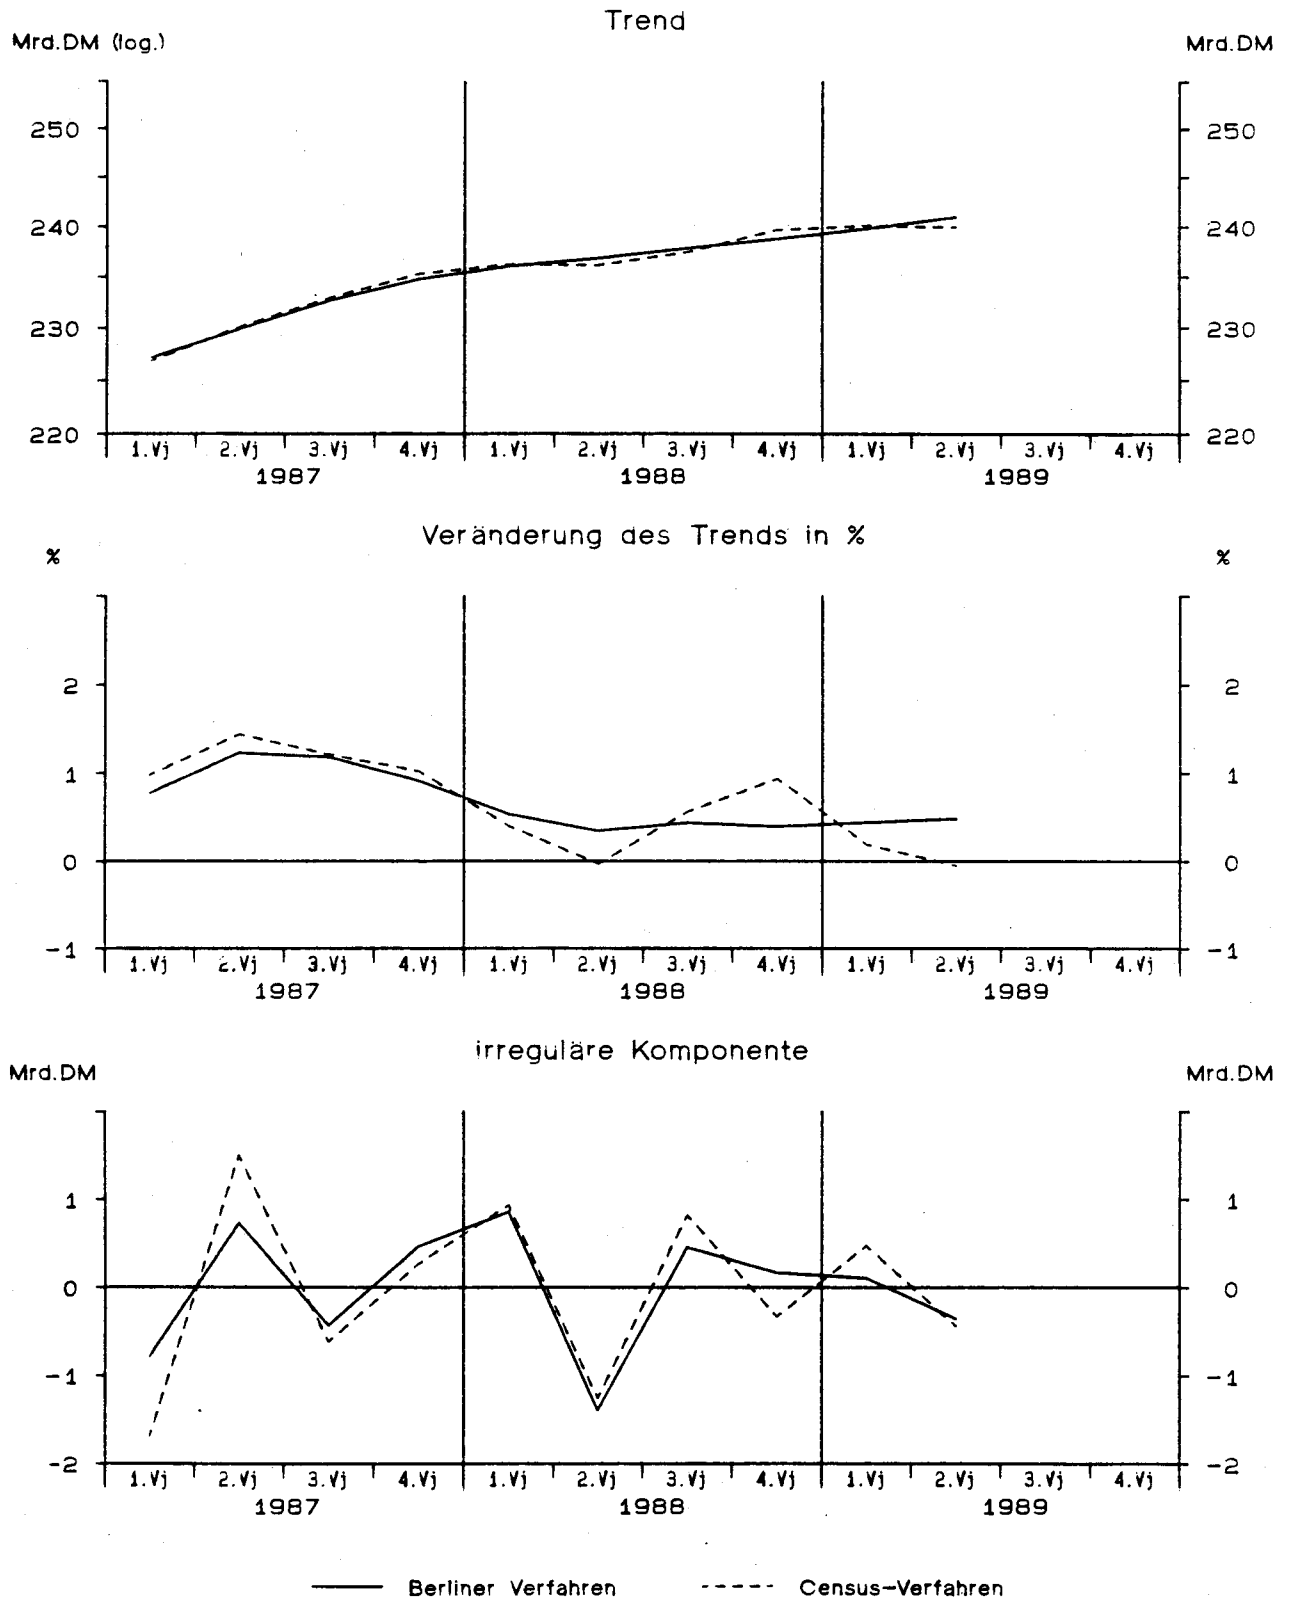 Trend
Mrd.DM (log.) Mrd.DM
250 250
240 240
230 230
220 220
1.Vj 2.Vj 3.Vj 4.Vj 1.Vj 2.Vj 3.Vj 4.Vj 1.Vj 2.Vj 3.Vj 4.Vj
1987 1988 1989
Veränderung des Trends in %
% %
2 2
1 1
0 0
-1 -1
1.Vj 2.Vj 3.Vj 4.Vj 1.Vj 2.Vj 3.Vj 4.Vj 1.Vj 2.Vj 3.Vj 4.Vj
1987 1988 1989
irreguläre Komponente
Mrd.DM Mrd.DM
1 1
0 0
-1 -1
-2 -2
1.Vj 2.Vj 3.Vj 4.Vj 1.Vj 2.Vj 3.Vj 4.Vj 1.Vj 2.Vj 3.Vj 4.Vj
1987 1988 1989
Berliner Verfahren Census-Verfahren